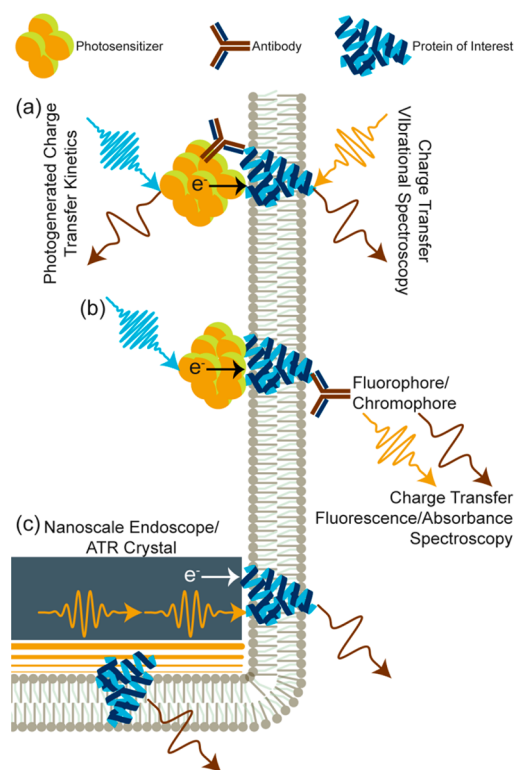 Photosensitizer
Antibody
Protein of Interest
(a)
Photogenerated Charge
Transfer Kinetics
e-
Charge Transfer
VIbrational Spectroscopy
(b)
e-
Fluorophore/
Chromophore
Charge Transfer
Fluorescence/Absorbance
Spectroscopy
(c)
Nanoscale Endoscope/
ATR Crystal
e-